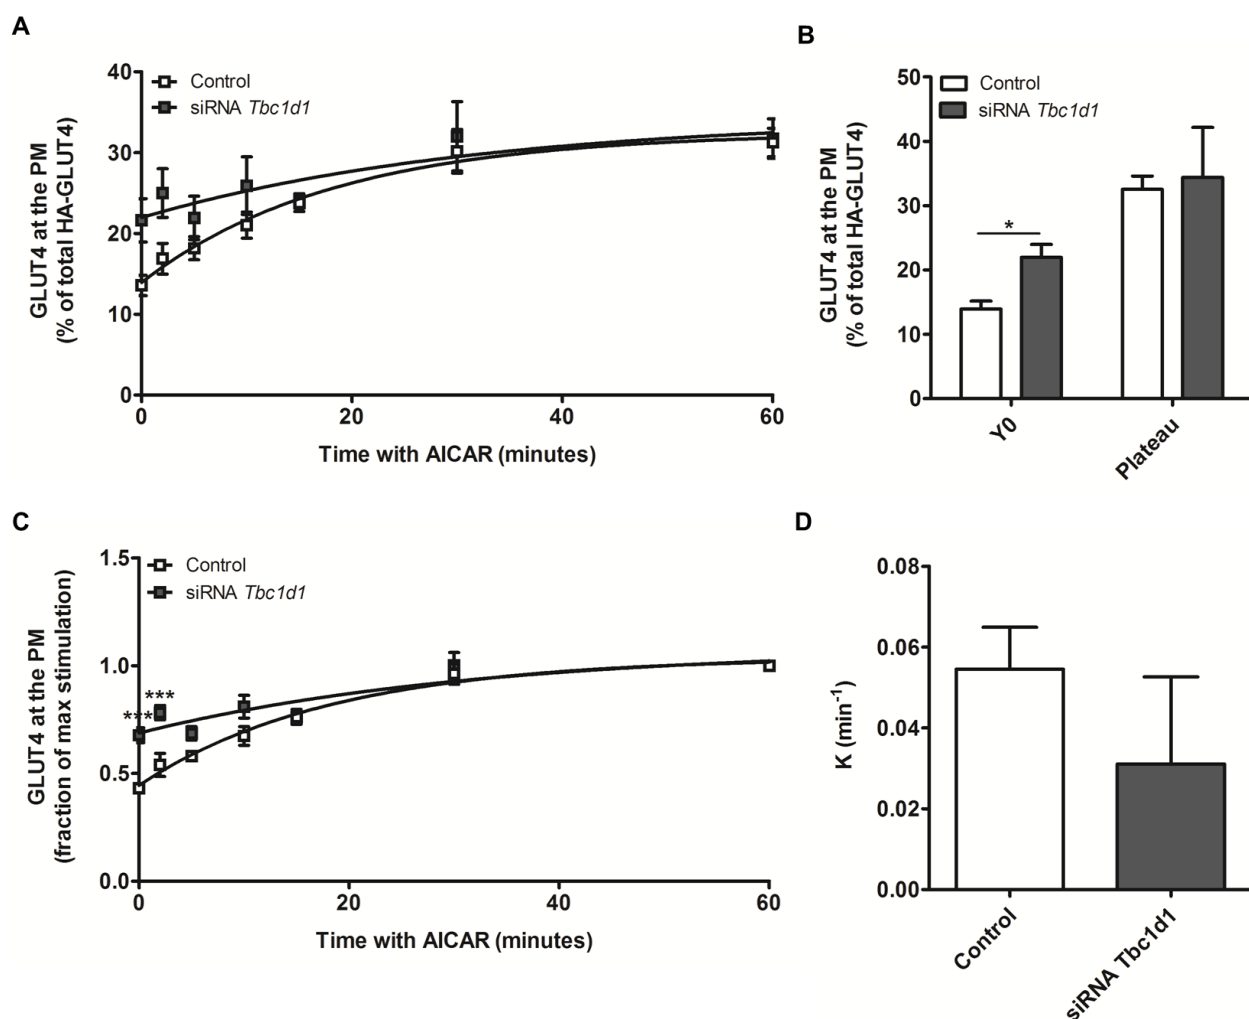 A
Control
siRNA Tbc1d1
GLUT4 at the PM
(% of total HA-GLUT4)
40
30
20
10
0
0 20 40 60
Time with AICAR (minutes)
B
Control
siRNA Tbc1d1
GLUT4 at the PM
(% of total HA-GLUT4)
50
40
30
20
10
0
*
Y0
Plateau
C
Control
siRNA Tbc1d1
GLUT4 at the PM
(fraction of max stimulation)
1.5
1.0
0.5
0.0
***
***
0 20 40 60
Time with AICAR (minutes)
D
K (min⁻¹)
0.08
0.06
0.04
0.02
0.00
Control
siRNA Tbc1d1